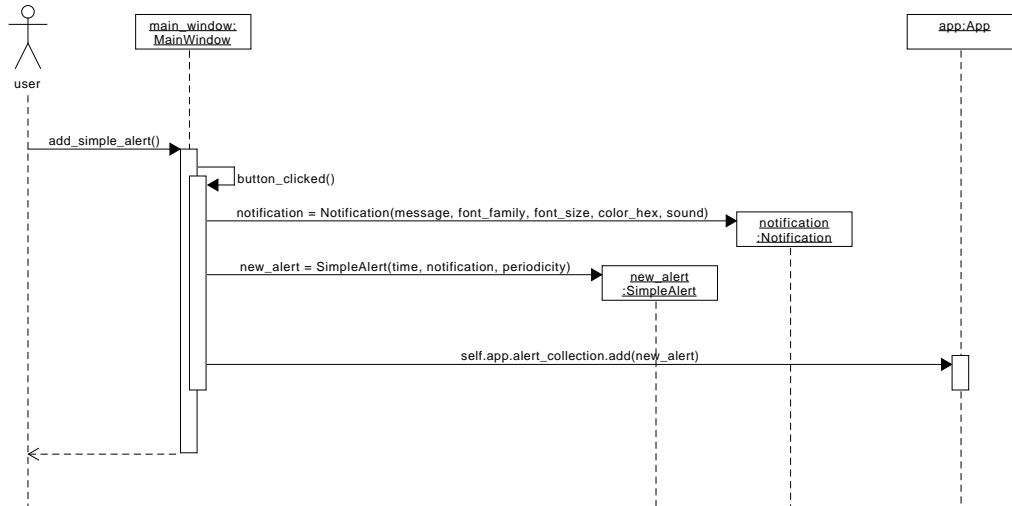 main_window:
MainWindow
app:App
user
add_simple_alert()
button_clicked()
notification = Notification(message, font_family, font_size, color_hex, sound)
notification
:Notification
new_alert = SimpleAlert(time, notification, periodicity)
new_alert
:SimpleAlert
self.app.alert_collection.add(new_alert)